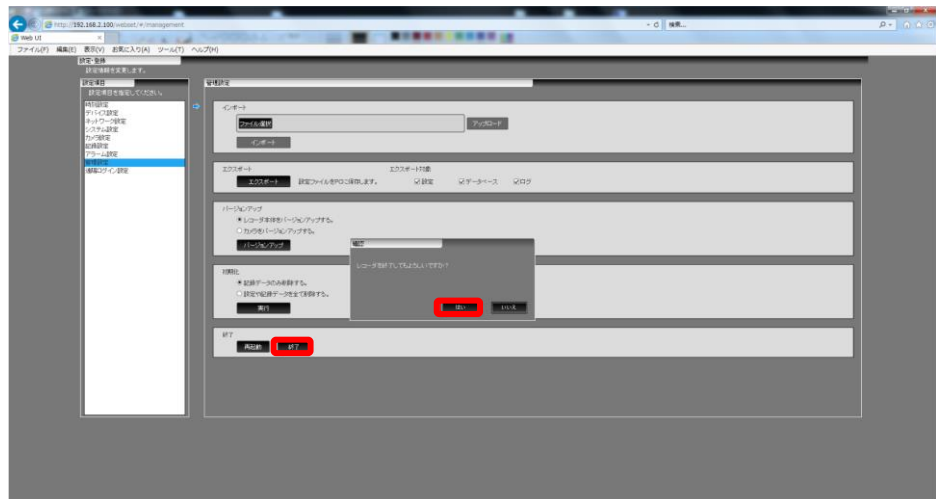 http://192.168.2.100/webset/#/management
検索...
Web UI
ファイル(F) 編集(E) 表示(V) お気に入り(A) ツール(T) ヘルプ(H)
設定・登録
設定情報を変更します。
設定項目
設定項目を指定してください。
時刻設定
デバイス設定
ネットワーク設定
システム設定
カメラ設定
記録設定
アラーム設定
管理設定
遠隔ログイン設定
管理設定
インポート
ファイル選択
アップロード
インポート
エクスポート エクスポート対象
エクスポート 設定ファイルをPCに保存します。 設定 データベース ログ
バージョンアップ
レコーダ本体をバージョンアップする。
カメラをバージョンアップする。
バージョンアップ
確認
レコーダを終了してもよろしいですか?
はい いいえ
初期化
記録データのみ削除する。
設定や記録データを全て削除する。
実行
終了
再起動 終了